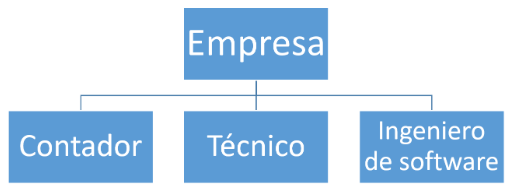 Empresa
Contador
Técnico
Ingeniero
de software